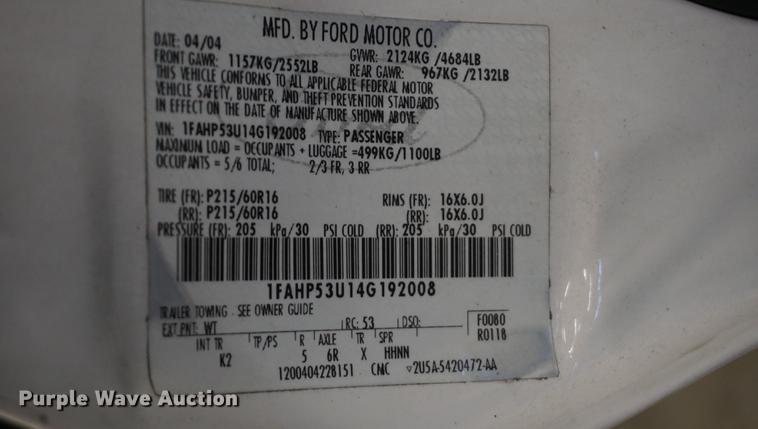 MFD. BY FORD MOTOR CO.
DATE: 04/04 GVWR: 2124KG /4684LB
FRONT GAWR: 1157KG/2552LB REAR GAWR: 967KG /2132LB
THIS VEHICLE CONFORMS TO ALL APPLICABLE FEDERAL MOTOR
VEHICLE SAFETY, BUMPER, AND THEFT PREVENTION STANDARDS
IN EFFECT ON THE DATE OF MANUFACTURE SHOWN ABOVE.
VIN: 1FAHP53U14G192008 TYPE: PASSENGER
MAXIMUM LOAD = OCCUPANTS + LUGGAGE =499KG/1100LB
OCCUPANTS = 5/6 TOTAL; 2/3 FR, 3 RR
TIRE (FR): P215/60R16 RIMS (FR): 16X6.0J
(RR): P215/60R16 (RR): 16X6.0J
PRESSURE (FR): 205 kPa/30 PSI COLD (RR): 205 kPa/30 PSI COLD
1FAHP53U14G192008
TRAILER TOWING - SEE OWNER GUIDE
EXT PNT: WT RC: 53 DSO: F0080
R0118
INT TR TP/PS R AXLE TR SPR
K2 5 6R X HHNN
1200404228151 CMC 2U5A-5420472-AA
Purple Wave Auction